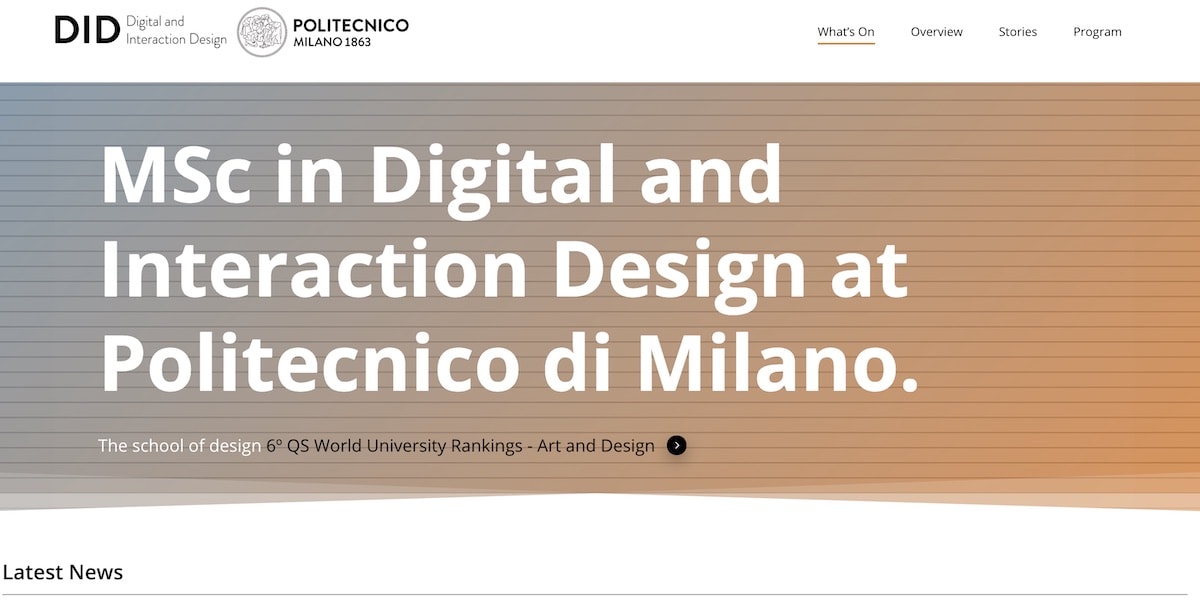 DID Digital and
Interaction Design
POLITECNICO
MILANO 1863
What's On Overview Stories Program
MSc in Digital and
Interaction Design at
Politecnico di Milano.
The school of design 6º QS World University Rankings - Art and Design
Latest News